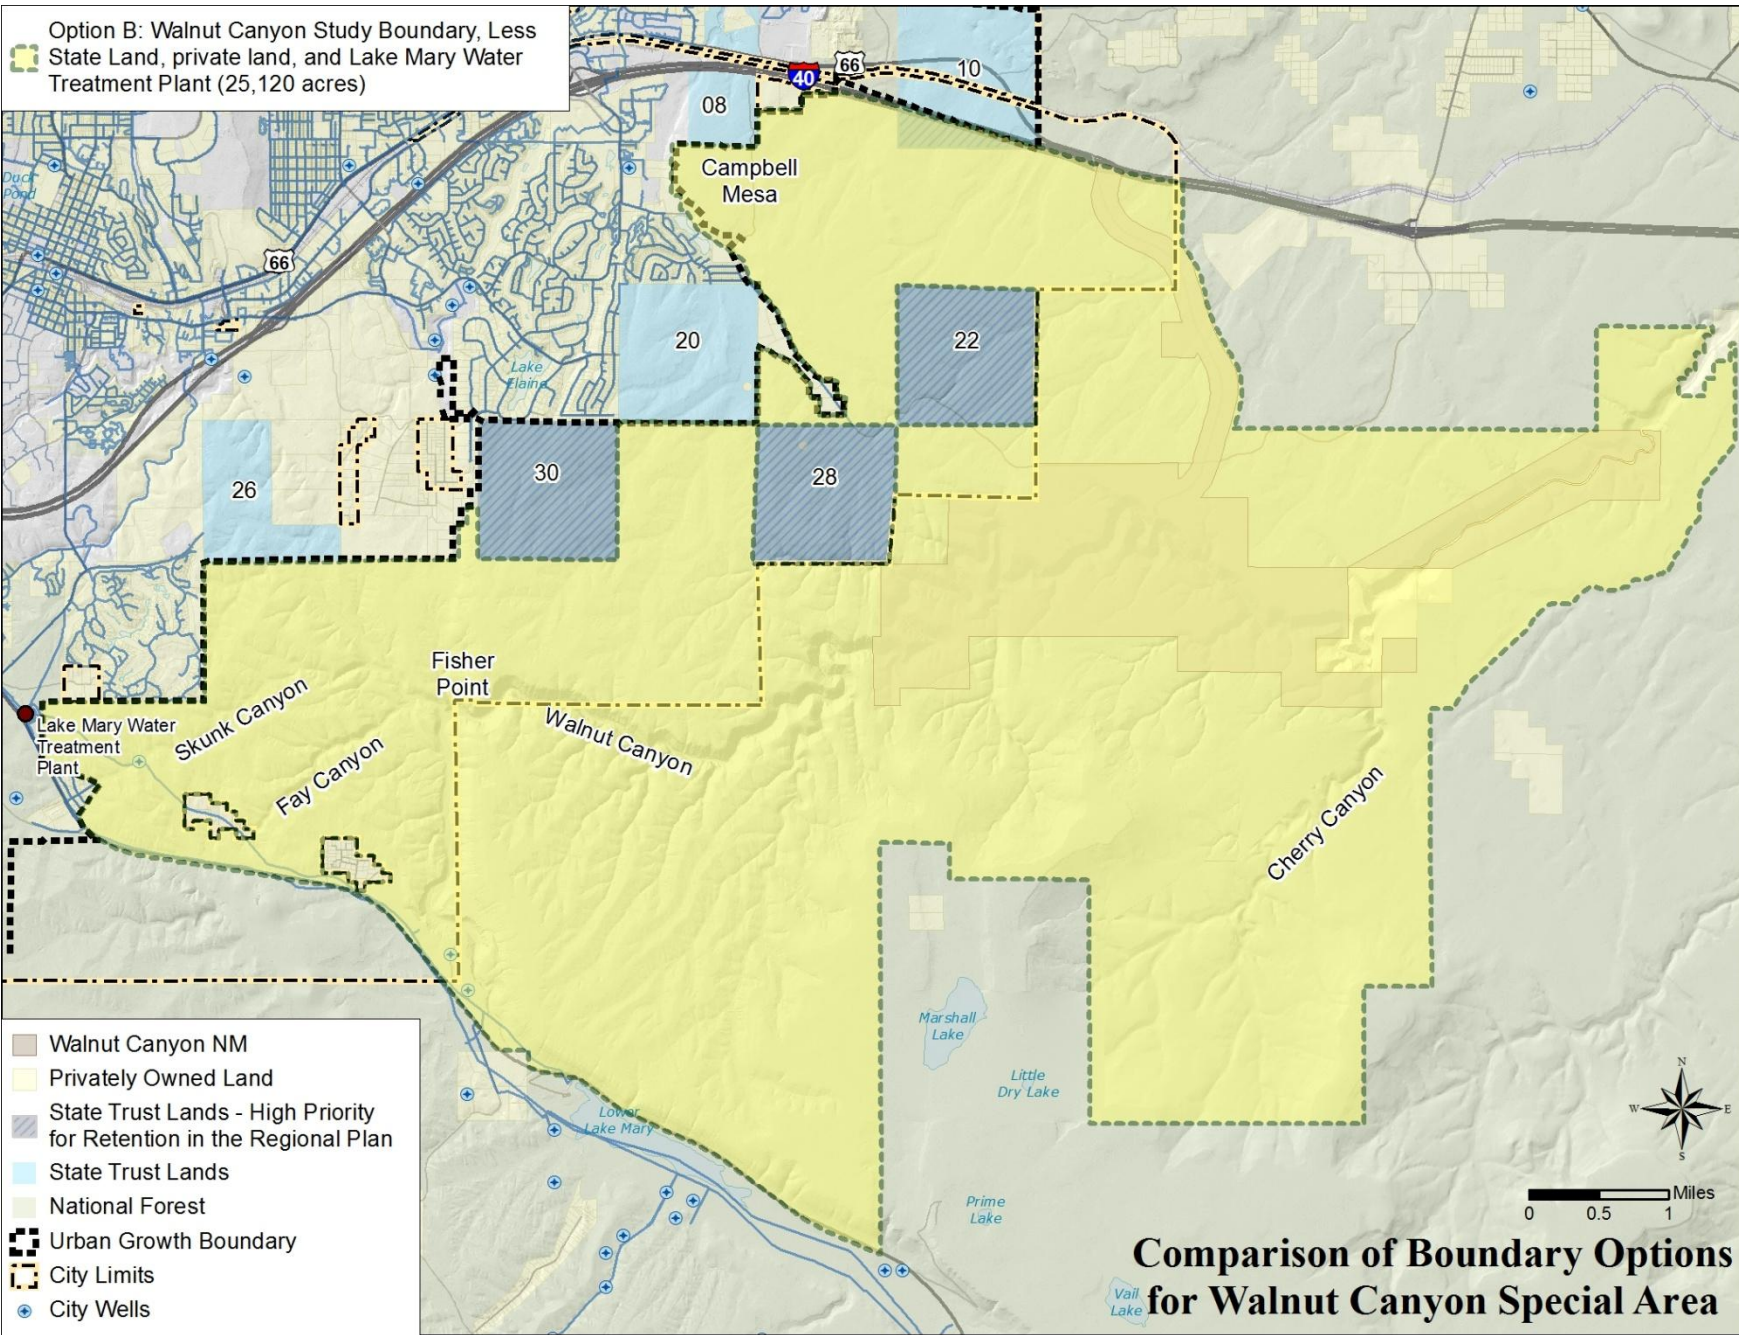 Option B: Walnut Canyon Study Boundary, Less
State Land, private land, and Lake Mary Water
Treatment Plant (25,120 acres)
66
40
10
08
Campbell
Mesa
Duck
Pond
66
20
22
Lake
Elaine
30
28
26
Fisher
Point
Skunk Canyon
Walnut Canyon
Lake Mary Water
Treatment
Plant
Fay Canyon
Cherry Canyon
Marshall
Lake
Little
Dry Lake
Lower
Lake Mary
Prime
Lake
Vail
Lake
Walnut Canyon NM
Privately Owned Land
State Trust Lands - High Priority
for Retention in the Regional Plan
State Trust Lands
National Forest
Urban Growth Boundary
City Limits
City Wells
N
W
E
S
Miles
0 0.5 1
Comparison of Boundary Options
for Walnut Canyon Special Area